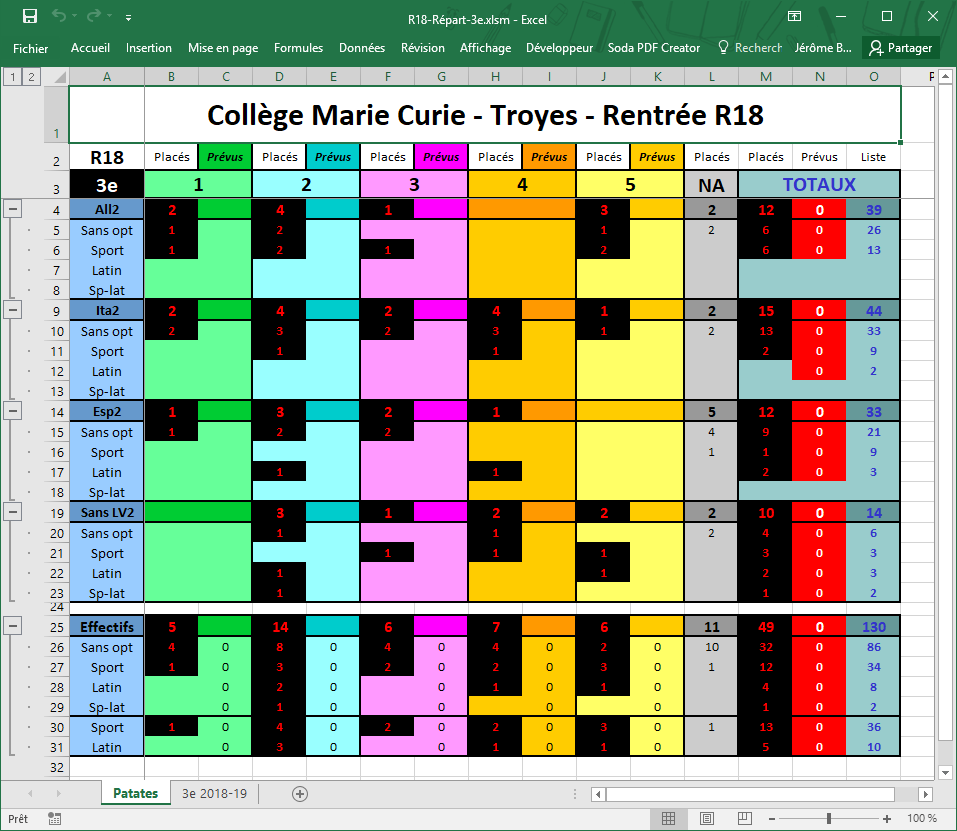 R18-Répart-3e.xlsm - Excel
Fichier Accueil Insertion Mise en page Formules Données Révision Affichage Développeur Soda PDF Creator Recherch Jérôme B... Partager
1 2 A B C D E F G H I J K L M N O P
1 Collège Marie Curie - Troyes - Rentrée R18
2 R18 Placés Prévus Placés Prévus Placés Prévus Placés Prévus Placés Prévus Placés Placés Prévus Liste
3 3e 1 2 3 4 5 NA TOTAUX
4 All2 2 4 1 3 2 12 0 39
5 Sans opt 1 2 1 2 6 0 26
6 Sport 1 2 1 2 6 0 13
7 Latin
8 Sp-lat
9 Ita2 2 4 2 4 1 2 15 0 44
10 Sans opt 2 3 2 3 1 2 13 0 33
11 Sport 1 1 2 0 9
12 Latin 0 2
13 Sp-lat
14 Esp2 1 3 2 1 5 12 0 33
15 Sans opt 1 2 2 4 9 0 21
16 Sport 1 1 0 9
17 Latin 1 1 2 0 3
18 Sp-lat
19 Sans LV2 3 1 2 2 2 10 0 14
20 Sans opt 1 1 2 4 0 6
21 Sport 1 1 1 3 0 3
22 Latin 1 1 2 0 3
23 Sp-lat 1 1 0 2
24
25 Effectifs 5 14 6 7 6 11 49 0 130
26 Sans opt 4 0 8 0 4 0 4 0 2 0 10 32 0 86
27 Sport 1 0 3 0 2 0 2 0 3 0 1 12 0 34
28 Latin 0 2 0 0 1 0 1 0 4 0 8
29 Sp-lat 0 1 0 0 0 0 1 0 2
30 Sport 1 0 4 0 2 0 2 0 3 0 1 13 0 36
31 Latin 0 3 0 0 1 0 1 0 5 0 10
32
Patates 3e 2018-19
Prêt 100 %